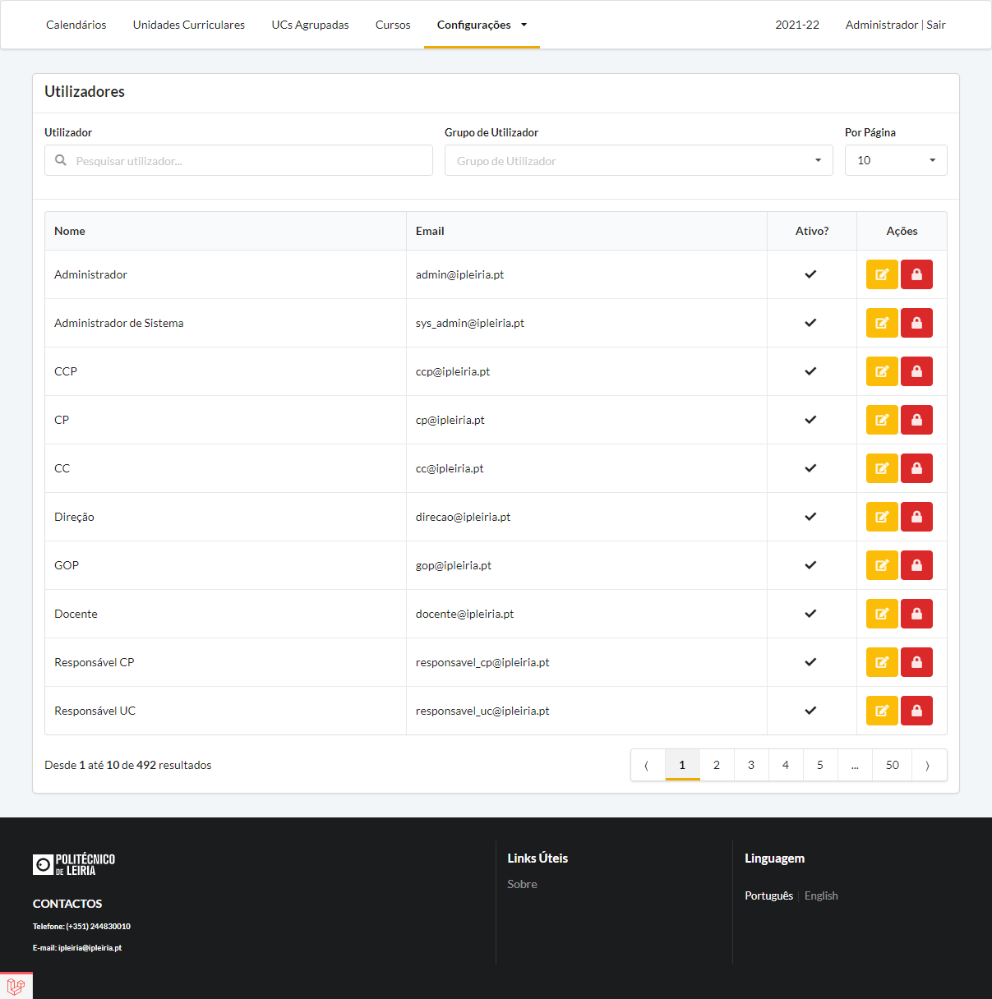 Calendários Unidades Curriculares UCs Agrupadas Cursos Configurações 2021-22 Administrador | Sair
Utilizadores
Utilizador Grupo de Utilizador Por Página
Pesquisar utilizador... Grupo de Utilizador 10
Nome Email Ativo? Ações
Administrador admin@ipleiria.pt
Administrador de Sistema sys_admin@ipleiria.pt
CCP ccp@ipleiria.pt
CP cp@ipleiria.pt
CC cc@ipleiria.pt
Direção direcao@ipleiria.pt
GOP gop@ipleiria.pt
Docente docente@ipleiria.pt
Responsável CP responsavel_cp@ipleiria.pt
Responsável UC responsavel_uc@ipleiria.pt
Desde 1 até 10 de 492 resultados ⟨ 1 2 3 4 5 ... 50 ⟩
POLITÉCNICO
DE LEIRIA
CONTACTOS
Telefone: (+351) 244830010
E-mail: ipleiria@ipleiria.pt
Links Úteis
Sobre
Linguagem
Português | English